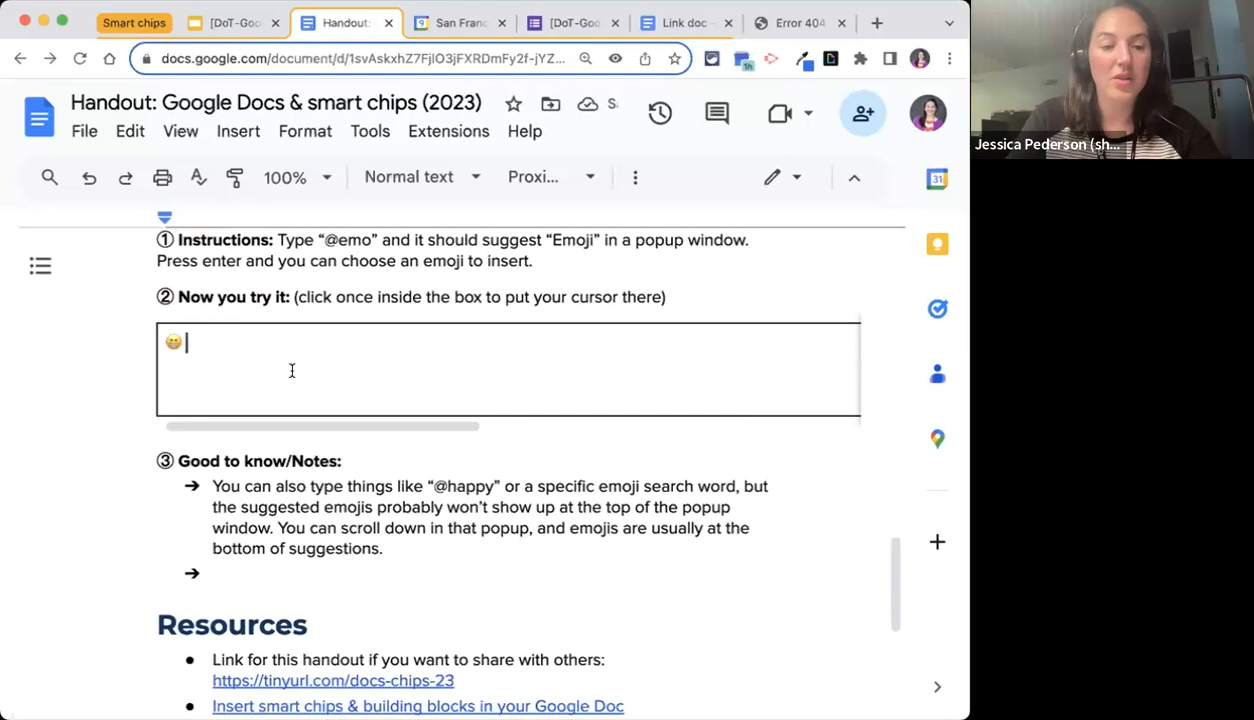 Smart chips
[DoT-Goo
Handout:
San Franc
[DoT-Goo
Link doc -
Error 404
docs.google.com/document/d/1svAskxhZ7FjlO3jFXRDmFy2f-jYZ...
1h
Handout: Google Docs & smart chips (2023)
S
File Edit View Insert Format Tools Extensions Help
Jessica Pederson (sh...
100% Normal text Proxi...
31
① Instructions: Type “@emo” and it should suggest “Emoji” in a popup window.
Press enter and you can choose an emoji to insert.
② Now you try it: (click once inside the box to put your cursor there)
😁
③ Good to know/Notes:
➔ You can also type things like “@happy” or a specific emoji search word, but
the suggested emojis probably won’t show up at the top of the popup
window. You can scroll down in that popup, and emojis are usually at the
bottom of suggestions.
➔
Resources
● Link for this handout if you want to share with others:
https://tinyurl.com/docs-chips-23
● Insert smart chips & building blocks in your Google Doc